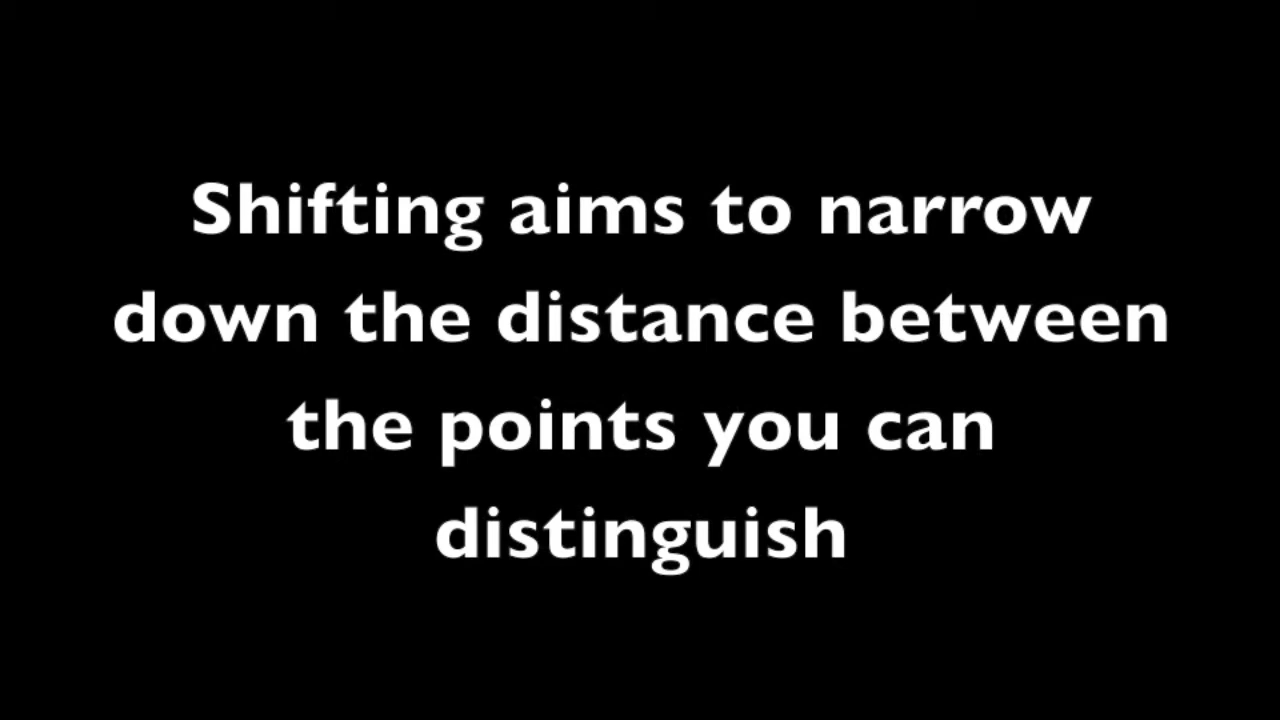 Shifting aims to narrow
down the distance between
the points you can
distinguish